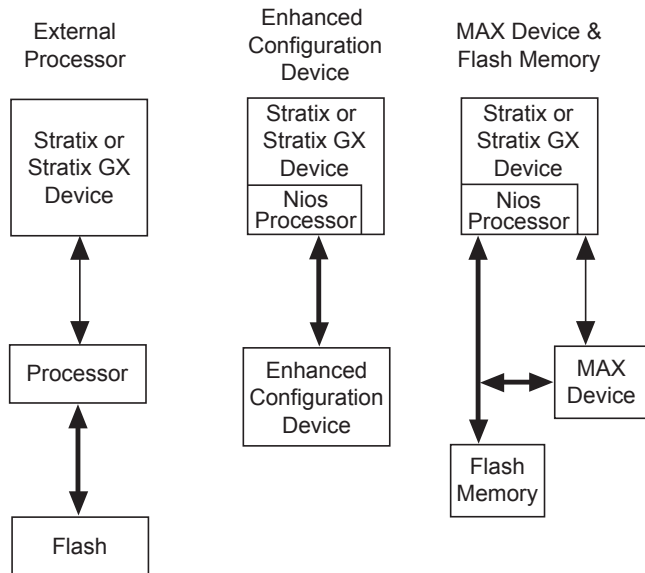 External
Processor
Stratix or
Stratix GX
Device
Processor
Flash
Enhanced
Configuration
Device
Stratix or
Stratix GX
Device
Nios
Processor
Enhanced
Configuration
Device
MAX Device &
Flash Memory
Stratix or
Stratix GX
Device
Nios
Processor
MAX
Device
Flash
Memory